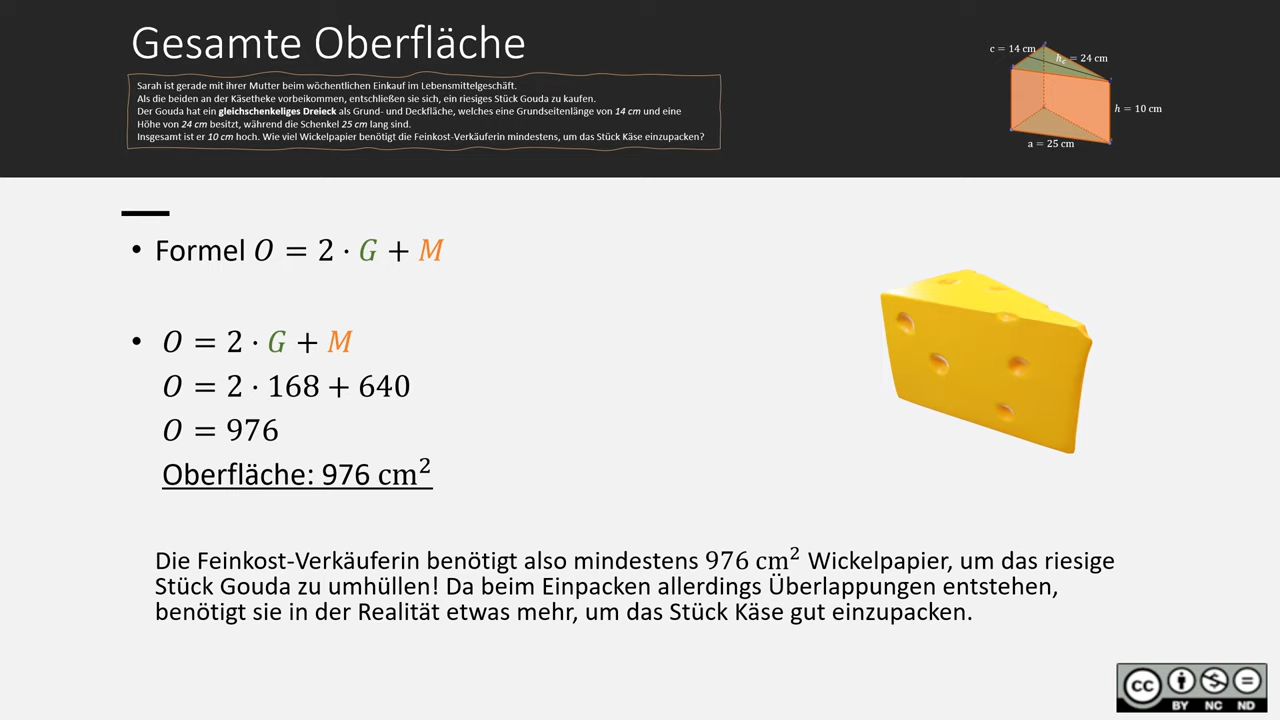 Gesamte Oberfläche
Sarah ist gerade mit ihrer Mutter beim wöchentlichen Einkauf im Lebensmittelgeschäft.
Als die beiden an der Käsetheke vorbeikommen, entschließen sie sich, ein riesiges Stück Gouda zu kaufen.
Der Gouda hat ein gleichschenkeliges Dreieck als Grund- und Deckfläche, welches eine Grundseitenlänge von 14 cm und eine
Höhe von 24 cm besitzt, während die Schenkel 25 cm lang sind.
Insgesamt ist er 10 cm hoch. Wie viel Wickelpapier benötigt die Feinkost-Verkäuferin mindestens, um das Stück Käse einzupacken?
c = 14 cm
h = 24 cm
h = 10 cm
a = 25 cm
• Formel O = 2 · G + M
• O = 2 · G + M
O = 2 · 168 + 640
O = 976
Oberfläche: 976 cm²
Die Feinkost-Verkäuferin benötigt also mindestens 976 cm² Wickelpapier, um das riesige
Stück Gouda zu umhüllen! Da beim Einpacken allerdings Überlappungen entstehen,
benötigt sie in der Realität etwas mehr, um das Stück Käse gut einzupacken.
CC
BY NC ND